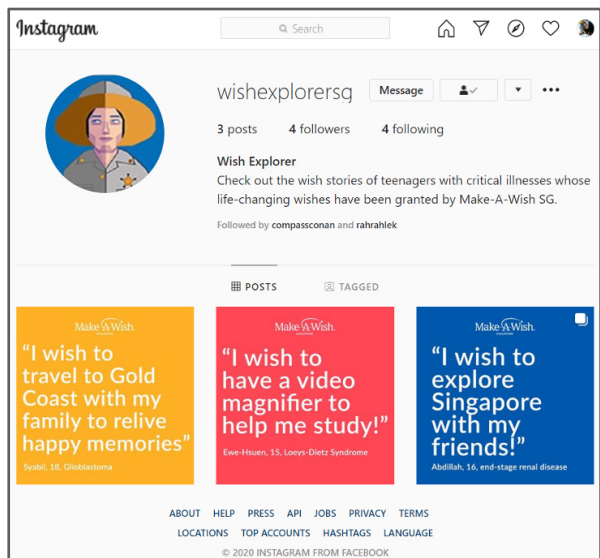 Instagram
Search
wishexplorersg Message
3 posts 4 followers 4 following
Wish Explorer
Check out the wish stories of teenagers with critical illnesses whose
life-changing wishes have been granted by Make-A-Wish SG.
Followed by compassconan and rahrahlek
POSTS TAGGED
Make A Wish.
“I wish to
travel to Gold
Coast with my
family to relive
happy memories”
Syabil, 18, Glioblastoma
Make A Wish.
“I wish to
have a video
magnifier to
help me study!”
Ewe-Hsuen, 15, Loeys-Dietz Syndrome
Make A Wish.
“I wish to
explore
Singapore
with my
friends!”
Abdillah, 16, end-stage renal disease
ABOUT HELP PRESS API JOBS PRIVACY TERMS
LOCATIONS TOP ACCOUNTS HASHTAGS LANGUAGE
© 2020 INSTAGRAM FROM FACEBOOK